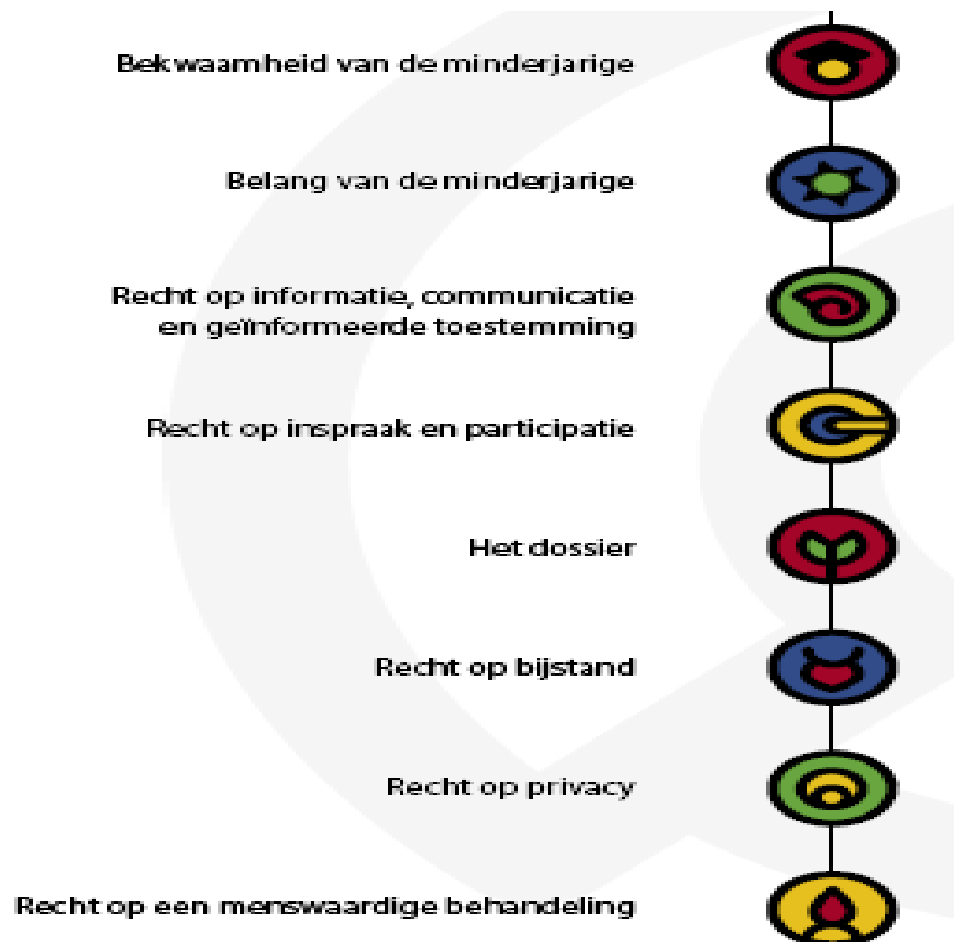 Bekwaamheid van de minderjarige
Belang van de minderjarige
Recht op informatie, communicatie
en geïnformeerde toestemming
Recht op inspraak en participatie
Het dossier
Recht op bijstand
Recht op privacy
Recht op een menswaardige behandeling